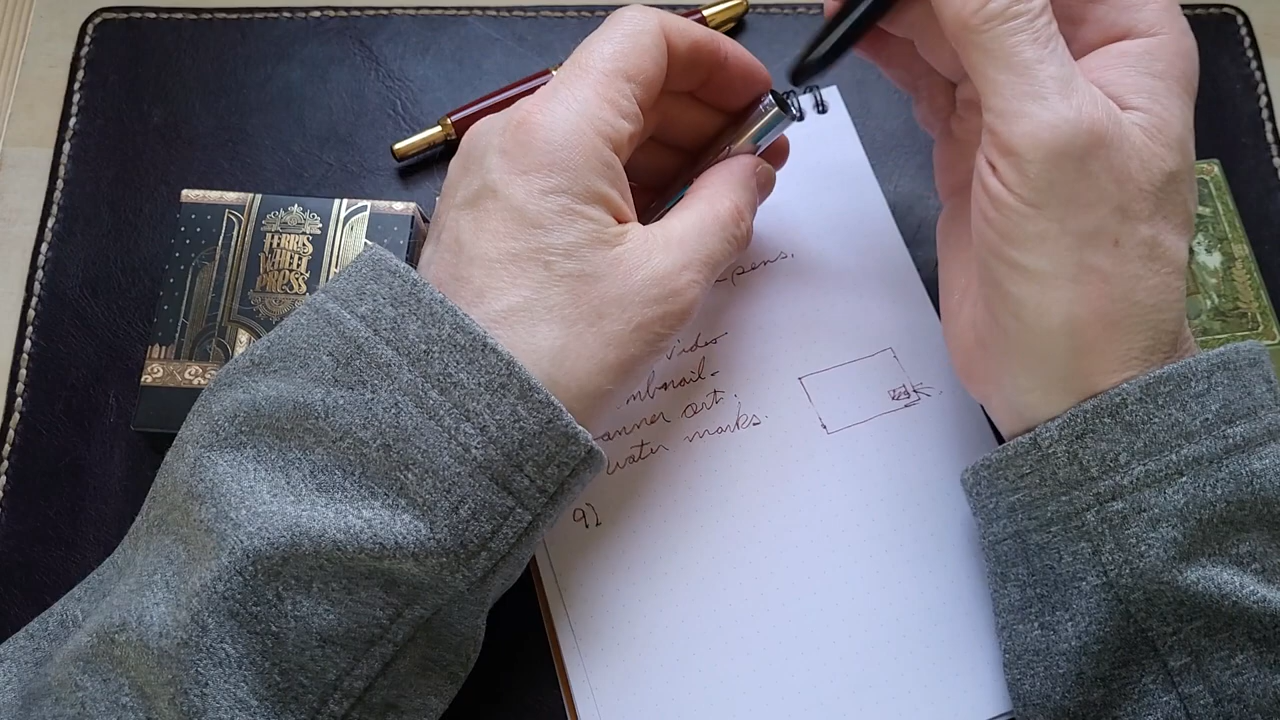 FERRIS
WHEEL
PRESS
pens.
video
mbnail-
anner art.
water marks.
9)